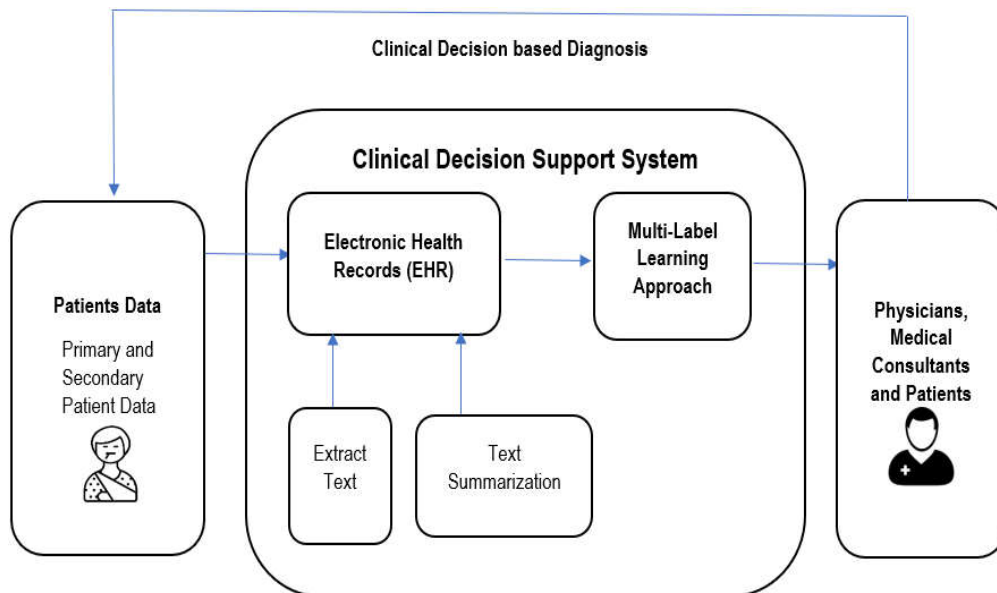 Clinical Decision based Diagnosis
Clinical Decision Support System
Patients Data
Primary and
Secondary
Patient Data
Electronic Health
Records (EHR)
Extract
Text
Text
Summarization
Multi-Label
Learning
Approach
Physicians,
Medical
Consultants
and Patients